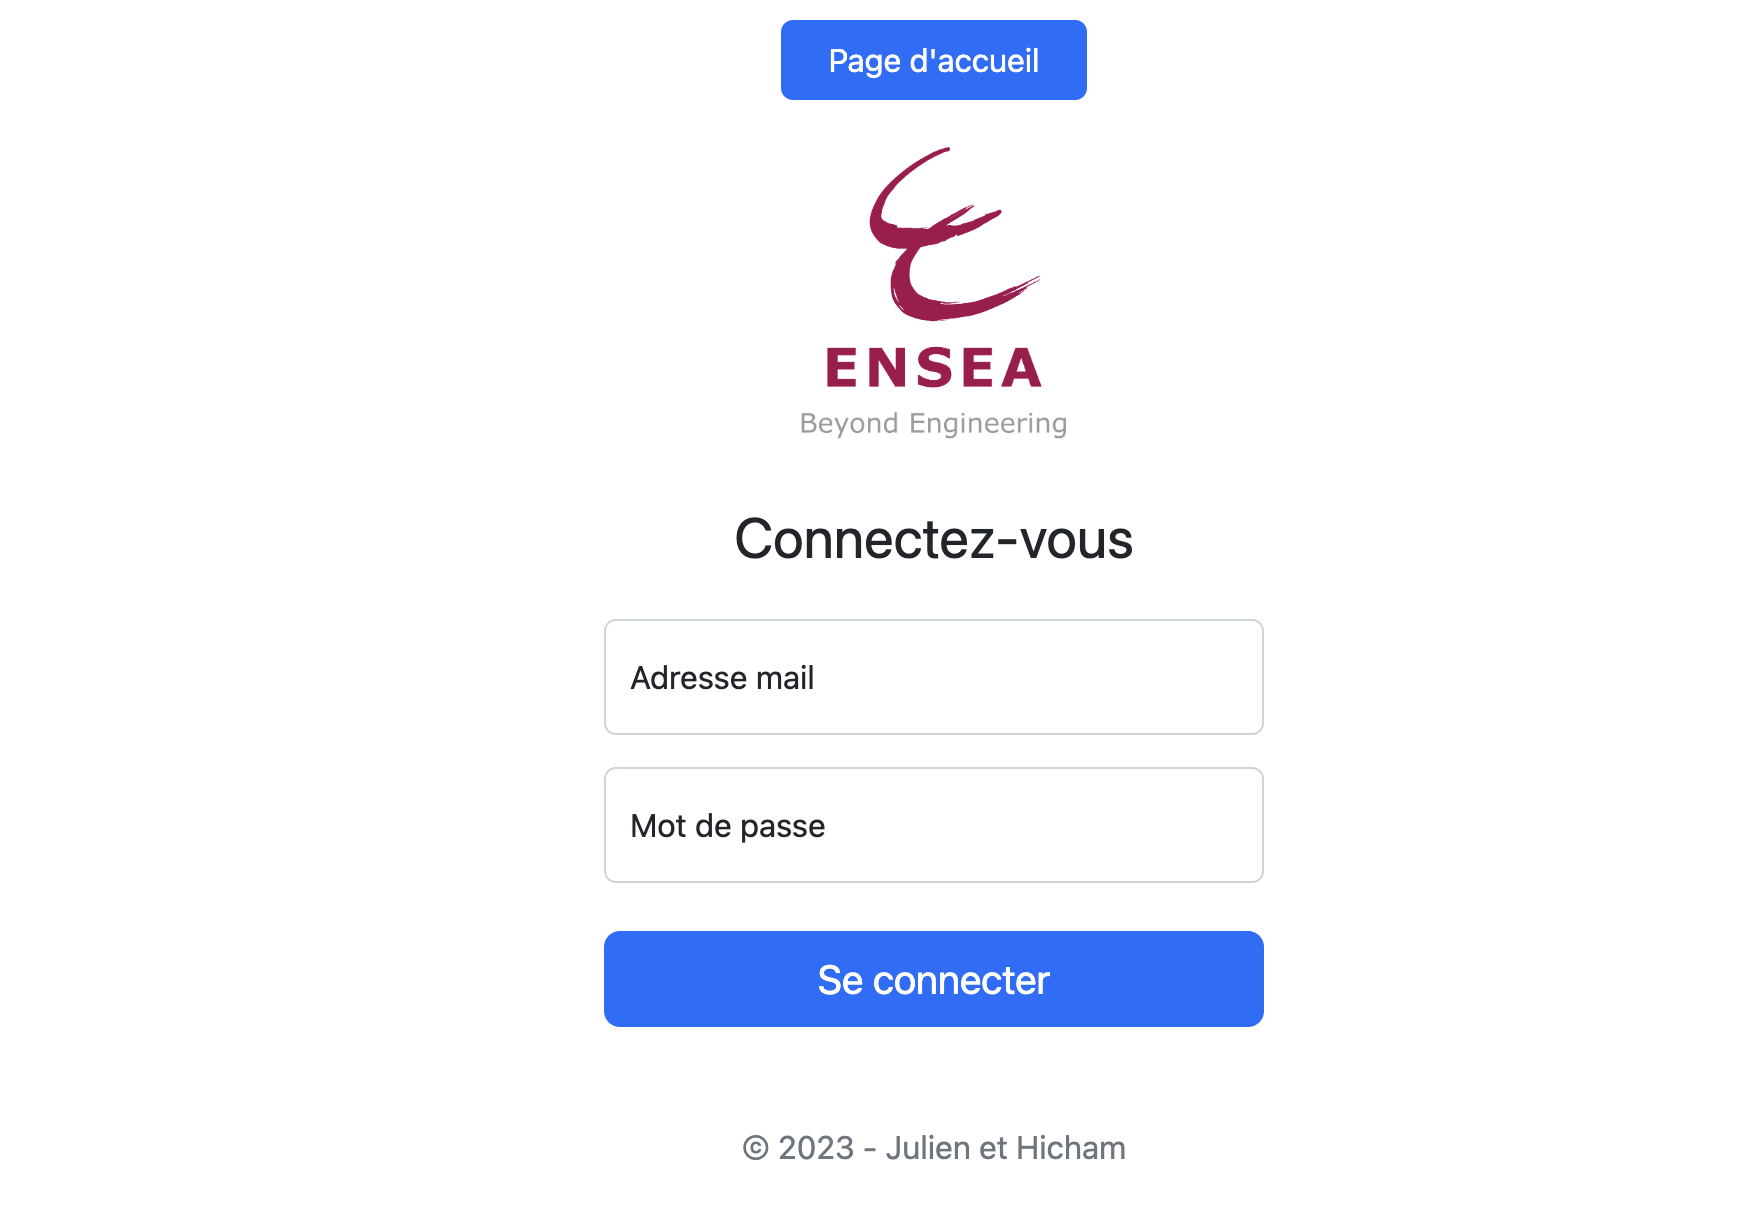 Page d'accueil
ENSEA
Beyond Engineering
Connectez-vous
Adresse mail
Mot de passe
Se connecter
© 2023 - Julien et Hicham